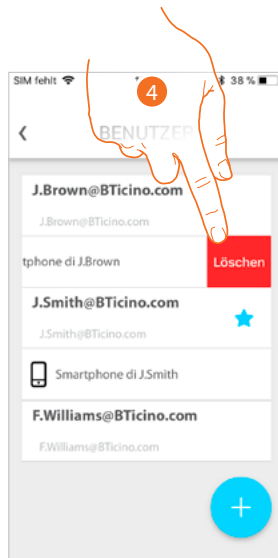 SIM fehlt 38 %
4
BENUTZER
J.Brown@BTicino.com
J.Brown@BTicino.com
tphone di J.Brown Löschen
J.Smith@BTicino.com
J.Smith@BTicino.com
Smartphone di J.Smith
F.Williams@BTicino.com
F.Williams@BTicino.com